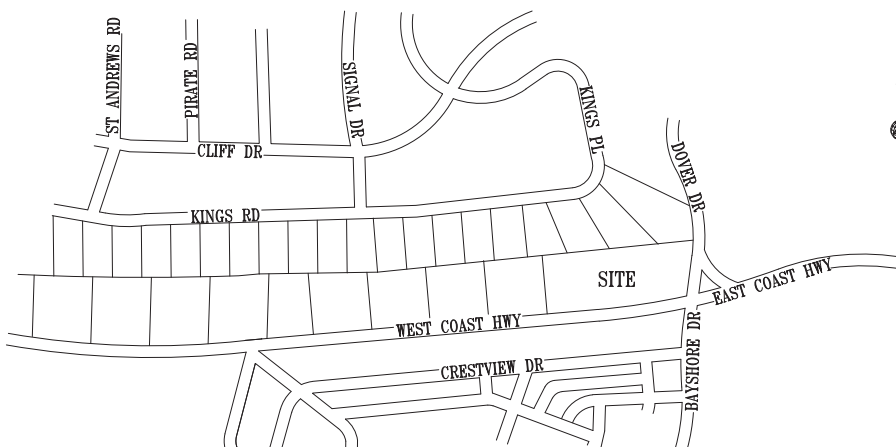 ST ANDREWS RD
PIRATE RD
SIGNAL DR
CLIFF DR
KINGS PL
DOVER DR
KINGS RD
SITE
EAST COAST HWY
WEST COAST HWY
BAYSHORE DR
CRESTVIEW DR